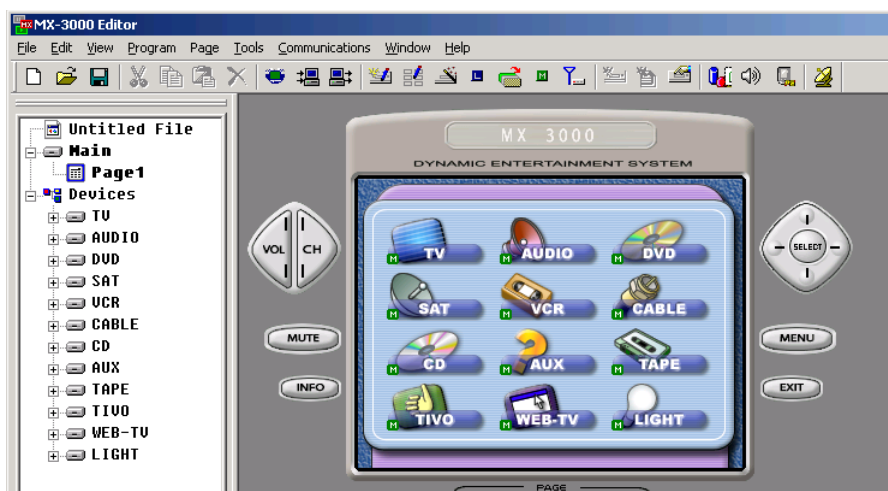 MX-3000 Editor
File Edit View Program Page Tools Communications Window Help
Untitled File
Main
Page1
Devices
TV
AUDIO
DVD
SAT
VCR
CABLE
CD
AUX
TAPE
TIVO
WEB-TV
LIGHT
MX 3000
DYNAMIC ENTERTAINMENT SYSTEM
VOL CH
SELECT
MUTE
MENU
INFO
EXIT
M TV M AUDIO M DVD
M SAT M VCR M CABLE
M CD M AUX M TAPE
M TIVO M WEB-TV M LIGHT
PAGE